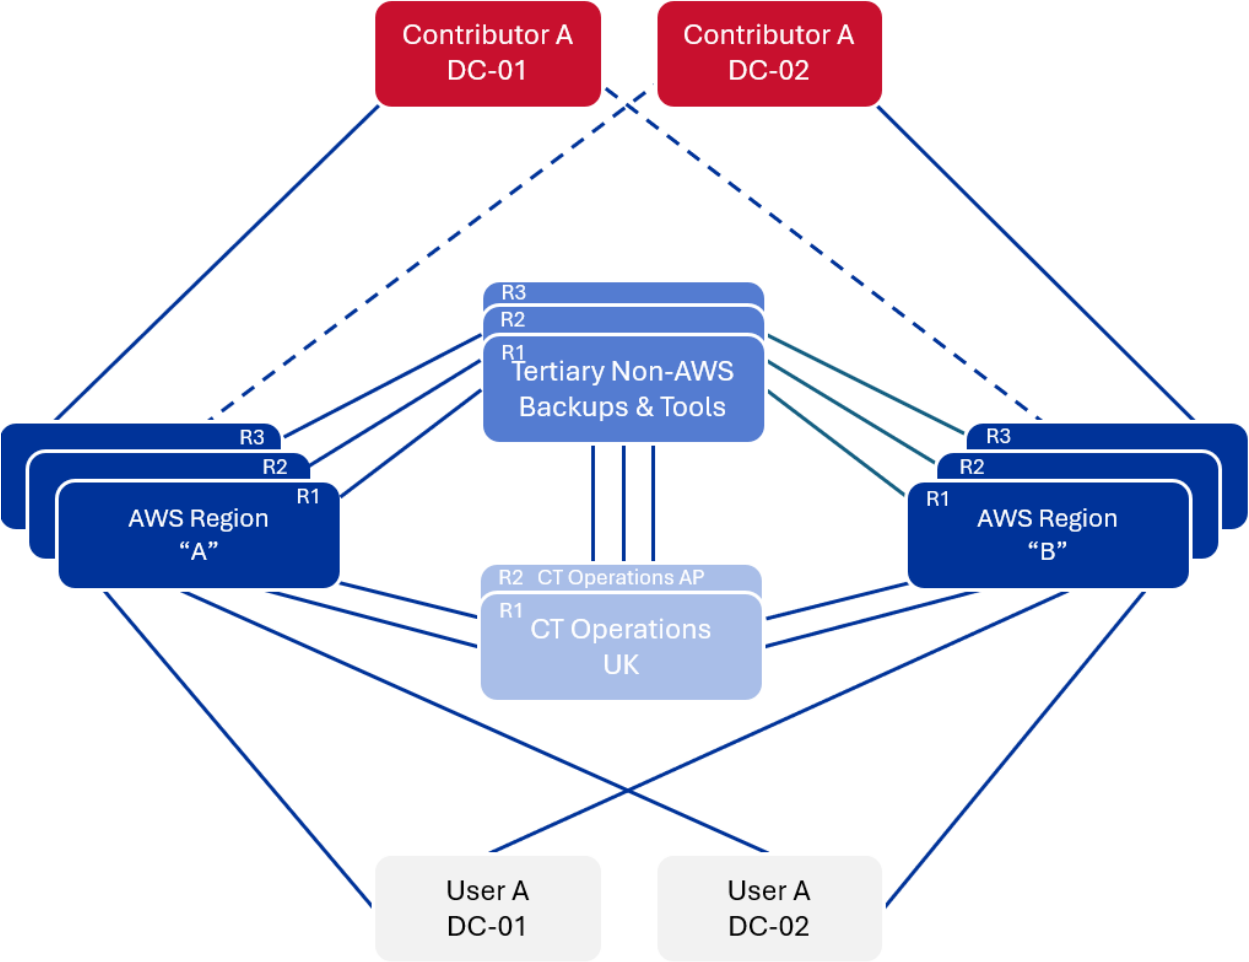 Contributor A
DC-01
Contributor A
DC-02
R3
R2
R1
Tertiary Non-AWS
Backups & Tools
R3
R2
R1
AWS Region
“A”
R3
R2
R1
AWS Region
“B”
R2 CT Operations AP
R1
CT Operations
UK
User A
DC-01
User A
DC-02